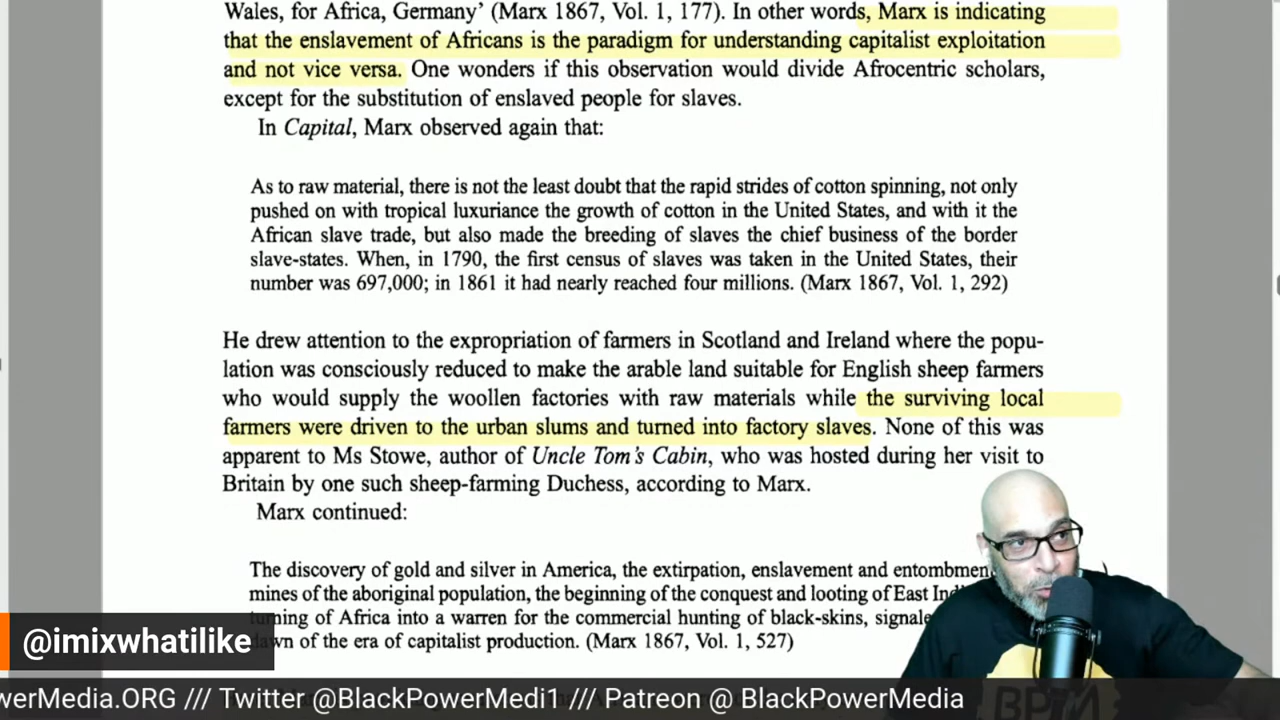 Wales, for Africa, Germany’ (Marx 1867, Vol. 1, 177). In other words, Marx is indicating
that the enslavement of Africans is the paradigm for understanding capitalist exploitation
and not vice versa. One wonders if this observation would divide Afrocentric scholars,
except for the substitution of enslaved people for slaves.
In Capital, Marx observed again that:
As to raw material, there is not the least doubt that the rapid strides of cotton spinning, not only
pushed on with tropical luxuriance the growth of cotton in the United States, and with it the
African slave trade, but also made the breeding of slaves the chief business of the border
slave-states. When, in 1790, the first census of slaves was taken in the United States, their
number was 697,000; in 1861 it had nearly reached four millions. (Marx 1867, Vol. 1, 292)
He drew attention to the expropriation of farmers in Scotland and Ireland where the popu-
lation was consciously reduced to make the arable land suitable for English sheep farmers
who would supply the woollen factories with raw materials while the surviving local
farmers were driven to the urban slums and turned into factory slaves. None of this was
apparent to Ms Stowe, author of Uncle Tom’s Cabin, who was hosted during her visit to
Britain by one such sheep-farming Duchess, according to Marx.
Marx continued:
The discovery of gold and silver in America, the extirpation, enslavement and
mines of the aboriginal population, the beginning of the conquest and looting of East
of Africa into a warren for the commercial hunting of black-skins,
of the era of capitalist production. (Marx 1867, Vol. 1, 527)
@imixwhatilike
werMedia.ORG /// Twitter @BlackPowerMedi1 /// Patreon @ BlackPowerMedia
BPM